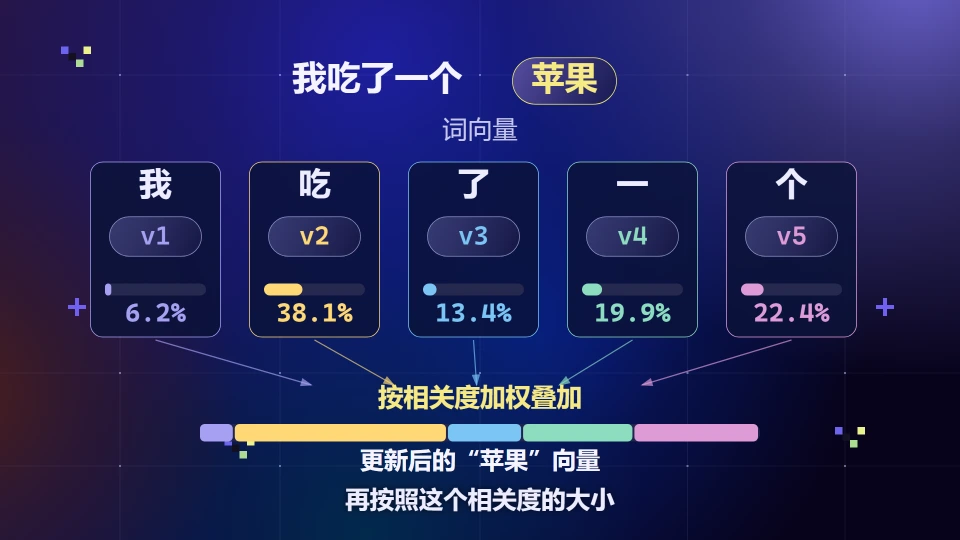 我吃了一个 苹果
词向量
我 吃 了 一 个
v1 v2 v3 v4 v5
6.2% 38.1% 13.4% 19.9% 22.4%
按相关度加权叠加
更新后的“苹果”向量
再按照这个相关度的大小